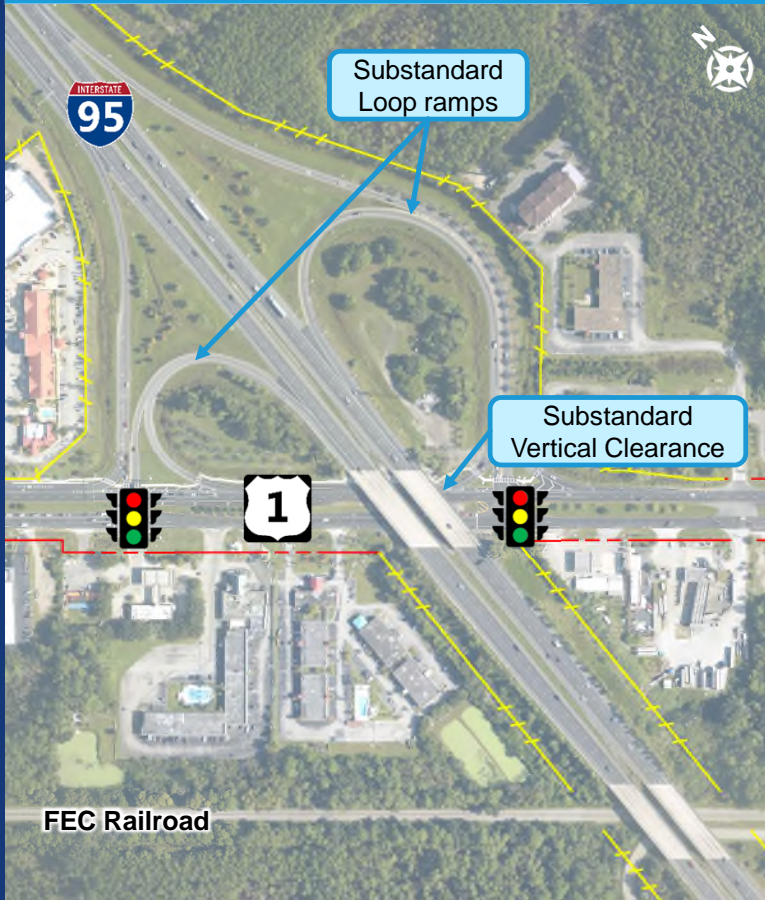 N
INTERSTATE
95
Substandard
Loop ramps
Substandard
Vertical Clearance
1
FEC Railroad